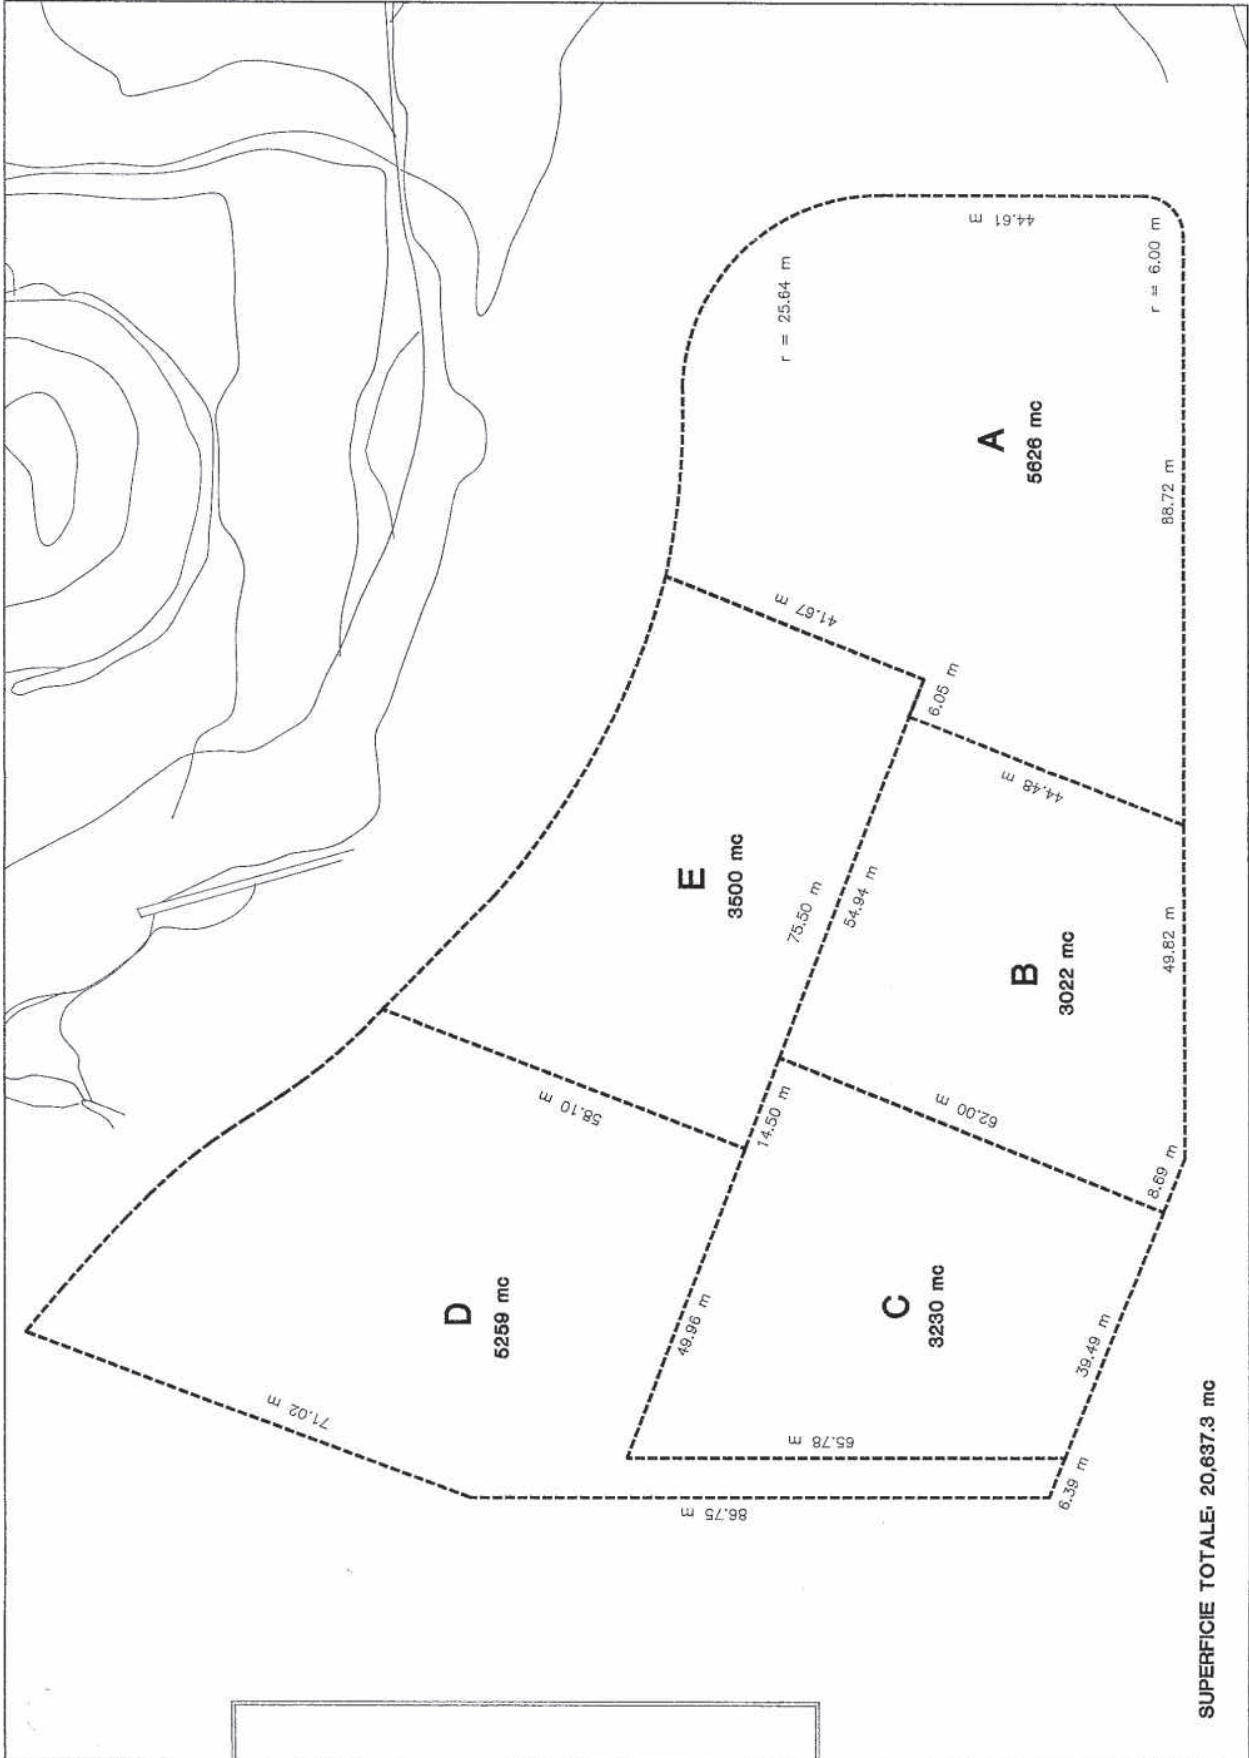 D
5259 mc
71.02 m
58.10 m
E
3500 mc
41.67 m
r = 25.64 m
44.61 m
86.75 m
49.96 m
14.50 m
75.50 m
54.94 m
6.05 m
A
5626 mc
65.78 m
C
3230 mc
62.00 m
B
3022 mc
44.48 m
6.39 m
39.49 m
8.69 m
49.82 m
88.72 m
r = 6.00 m
SUPERFICIE TOTALE: 20,637.3 mc